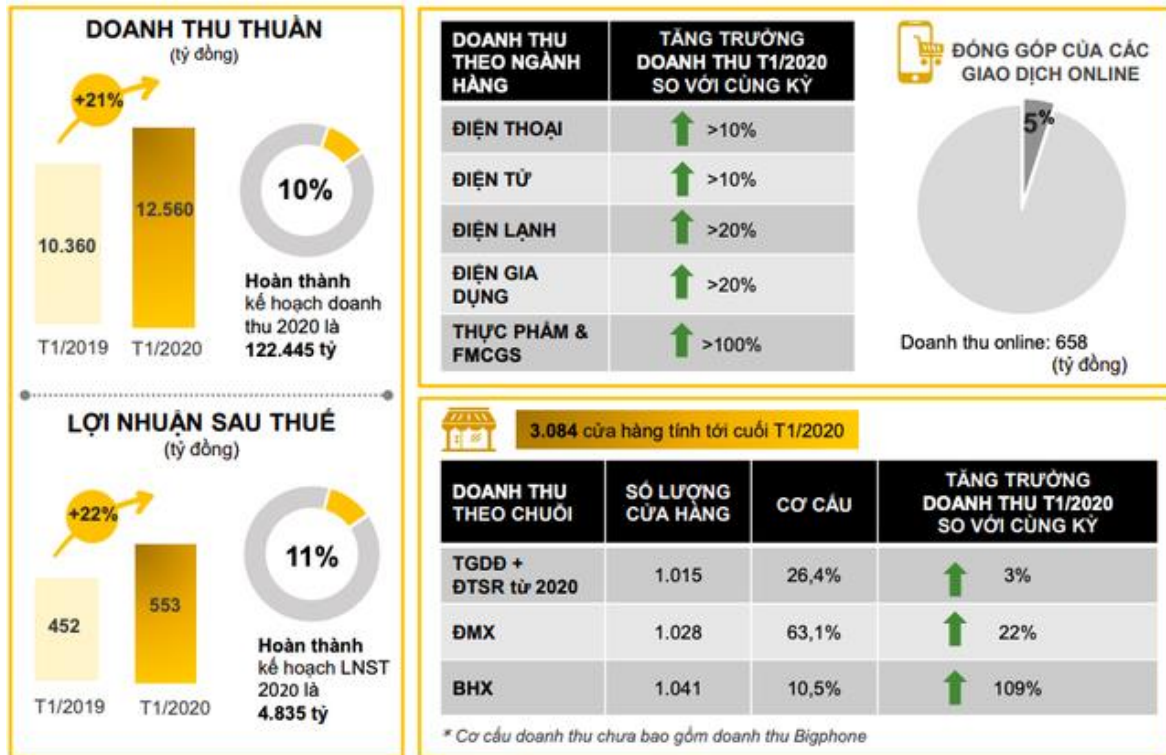 DOANH THU THUẦN
(tỷ đồng)
+21%
10.360
12.560
T1/2019
T1/2020
10%
Hoàn thành
kế hoạch doanh
thu 2020 là
122.445 tỷ
LỢI NHUẬN SAU THUẾ
(tỷ đồng)
+22%
452
553
T1/2019
T1/2020
11%
Hoàn thành
kế hoạch LNST
2020 là
4.835 tỷ
DOANH THU
THEO NGÀNH
HÀNG
TĂNG TRƯỞNG
DOANH THU T1/2020
SO VỚI CÙNG KỲ
ĐIỆN THOẠI
>10%
ĐIỆN TỬ
>10%
ĐIỆN LẠNH
>20%
ĐIỆN GIA
DỤNG
>20%
THỰC PHẨM &
FMCGS
>100%
ĐÓNG GÓP CỦA CÁC
GIAO DỊCH ONLINE
5%
Doanh thu online: 658
(tỷ đồng)
3.084 cửa hàng tính tới cuối T1/2020
DOANH THU
THEO CHUỖI
SỐ LƯỢNG
CỬA HÀNG
CƠ CẤU
TĂNG TRƯỞNG
DOANH THU T1/2020
SO VỚI CÙNG KỲ
TGDĐ +
ĐTSR từ 2020
1.015
26,4%
3%
ĐMX
1.028
63,1%
22%
BHX
1.041
10,5%
109%
* Cơ cấu doanh thu chưa bao gồm doanh thu Bigphone